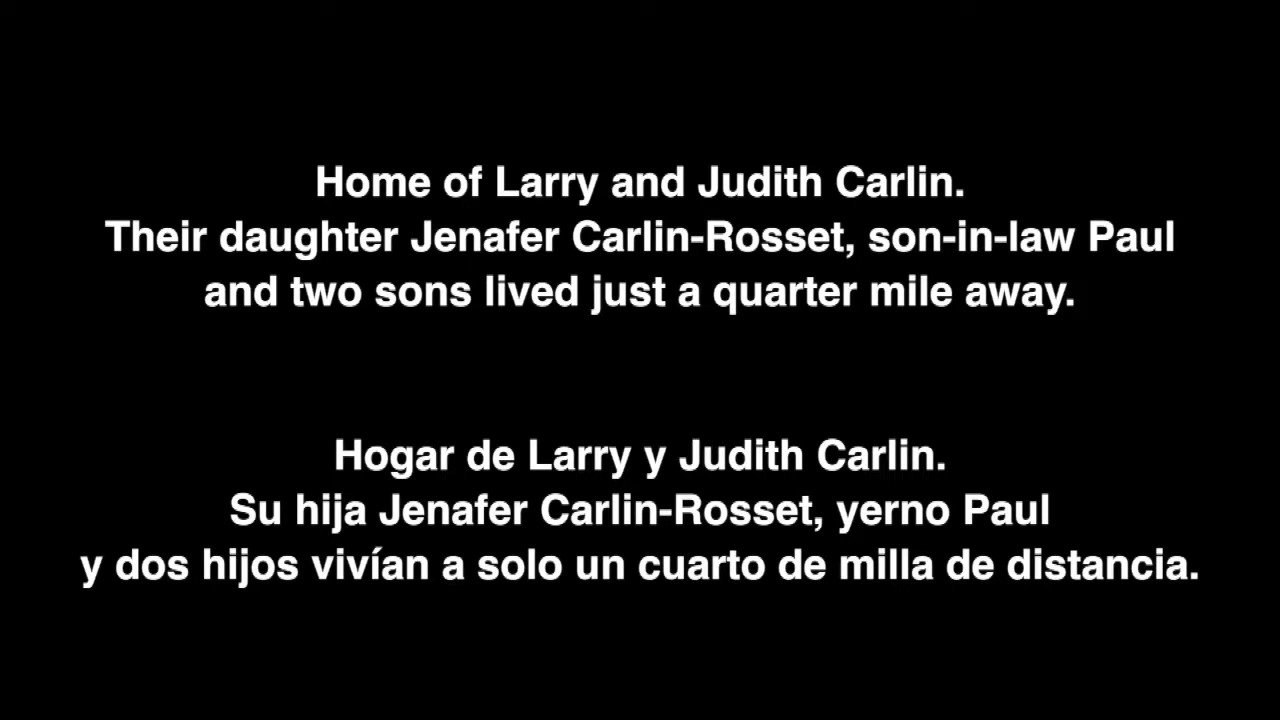 Home of Larry and Judith Carlin.
Their daughter Jenafer Carlin-Rosset, son-in-law Paul
and two sons lived just a quarter mile away.
Hogar de Larry y Judith Carlin.
Su hija Jenafer Carlin-Rosset, yerno Paul
y dos hijos vivían a solo un cuarto de milla de distancia.